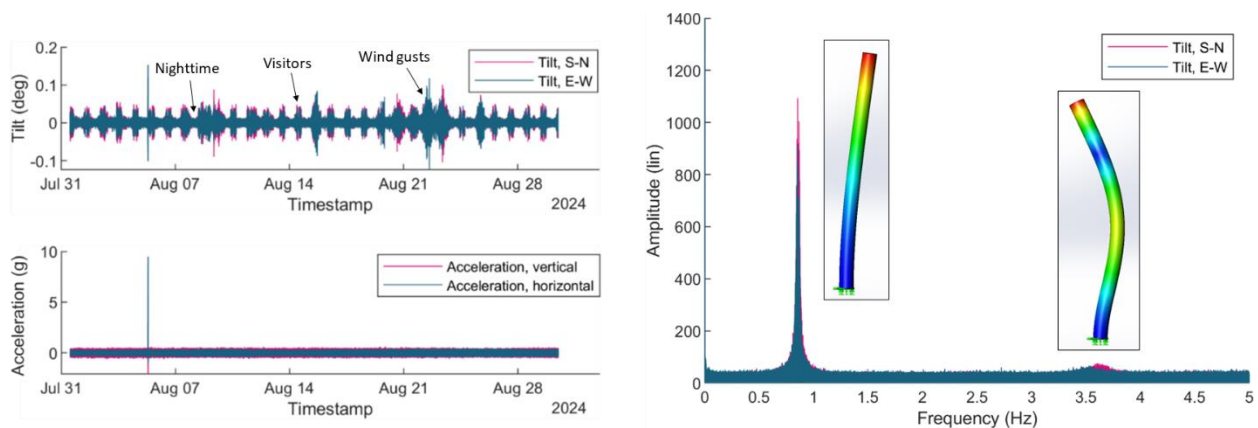 Tilt (deg)
0.2
0.1
0
-0.1
Nighttime
Visitors
Wind gusts
Tilt, S-N
Tilt, E-W
Jul 31
Aug 07
Aug 14
Aug 21
Aug 28
Timestamp
2024
Acceleration (g)
10
5
0
Acceleration, vertical
Acceleration, horizontal
Jul 31
Aug 07
Aug 14
Aug 21
Aug 28
Timestamp
2024
Amplitude (lin)
1400
1200
1000
800
600
400
200
0
Tilt, S-N
Tilt, E-W
0
0.5
1
1.5
2
2.5
3
3.5
4
4.5
5
Frequency (Hz)